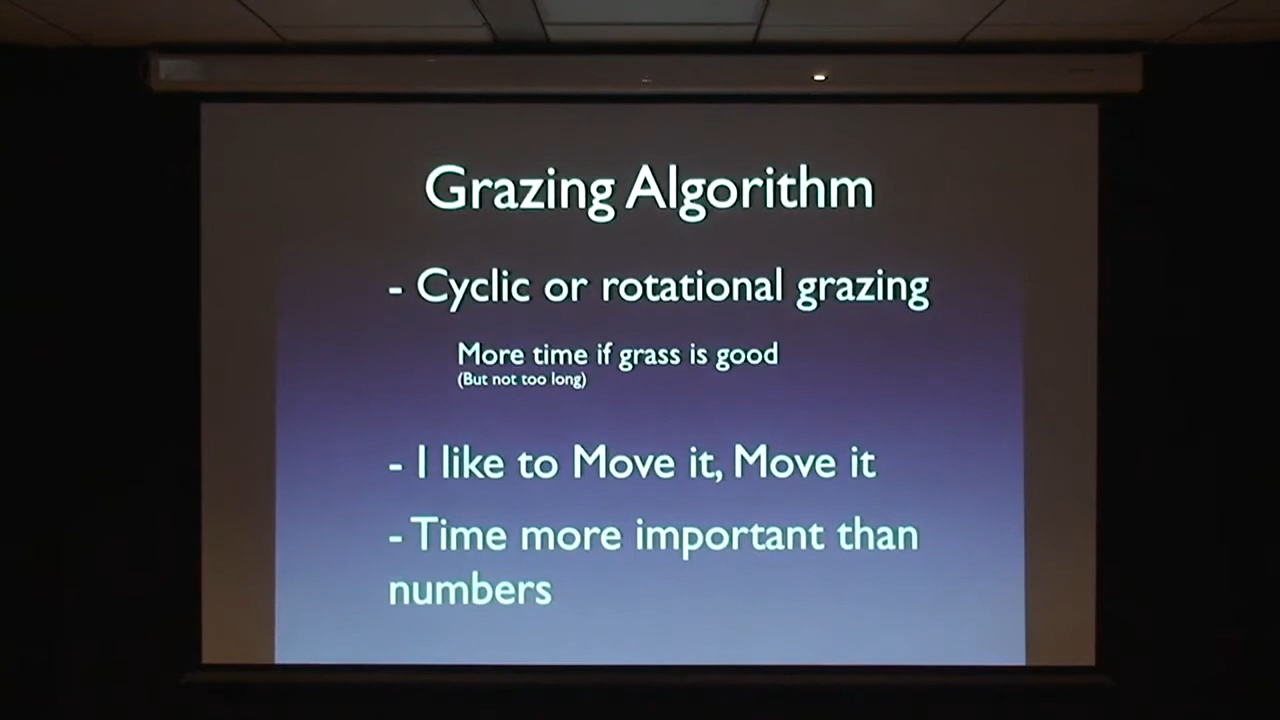 Grazing Algorithm
- Cyclic or rotational grazing
More time if grass is good
(But not too long)
- I like to Move it, Move it
- Time more important than
numbers